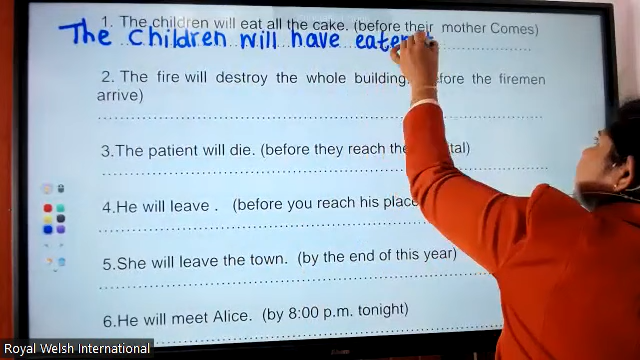 1. The children will eat all the cake. (before their mother Comes)
The children will have eaten
2. The fire will destroy the whole building. the firemen
arrive)
3.The patient will die. (before they reach the
4.He will leave . (before you reach his place
5.She will leave the town. (by the end of this year)
6.He will meet Alice. (by 8:00 p.m. tonight)
Royal Welsh International